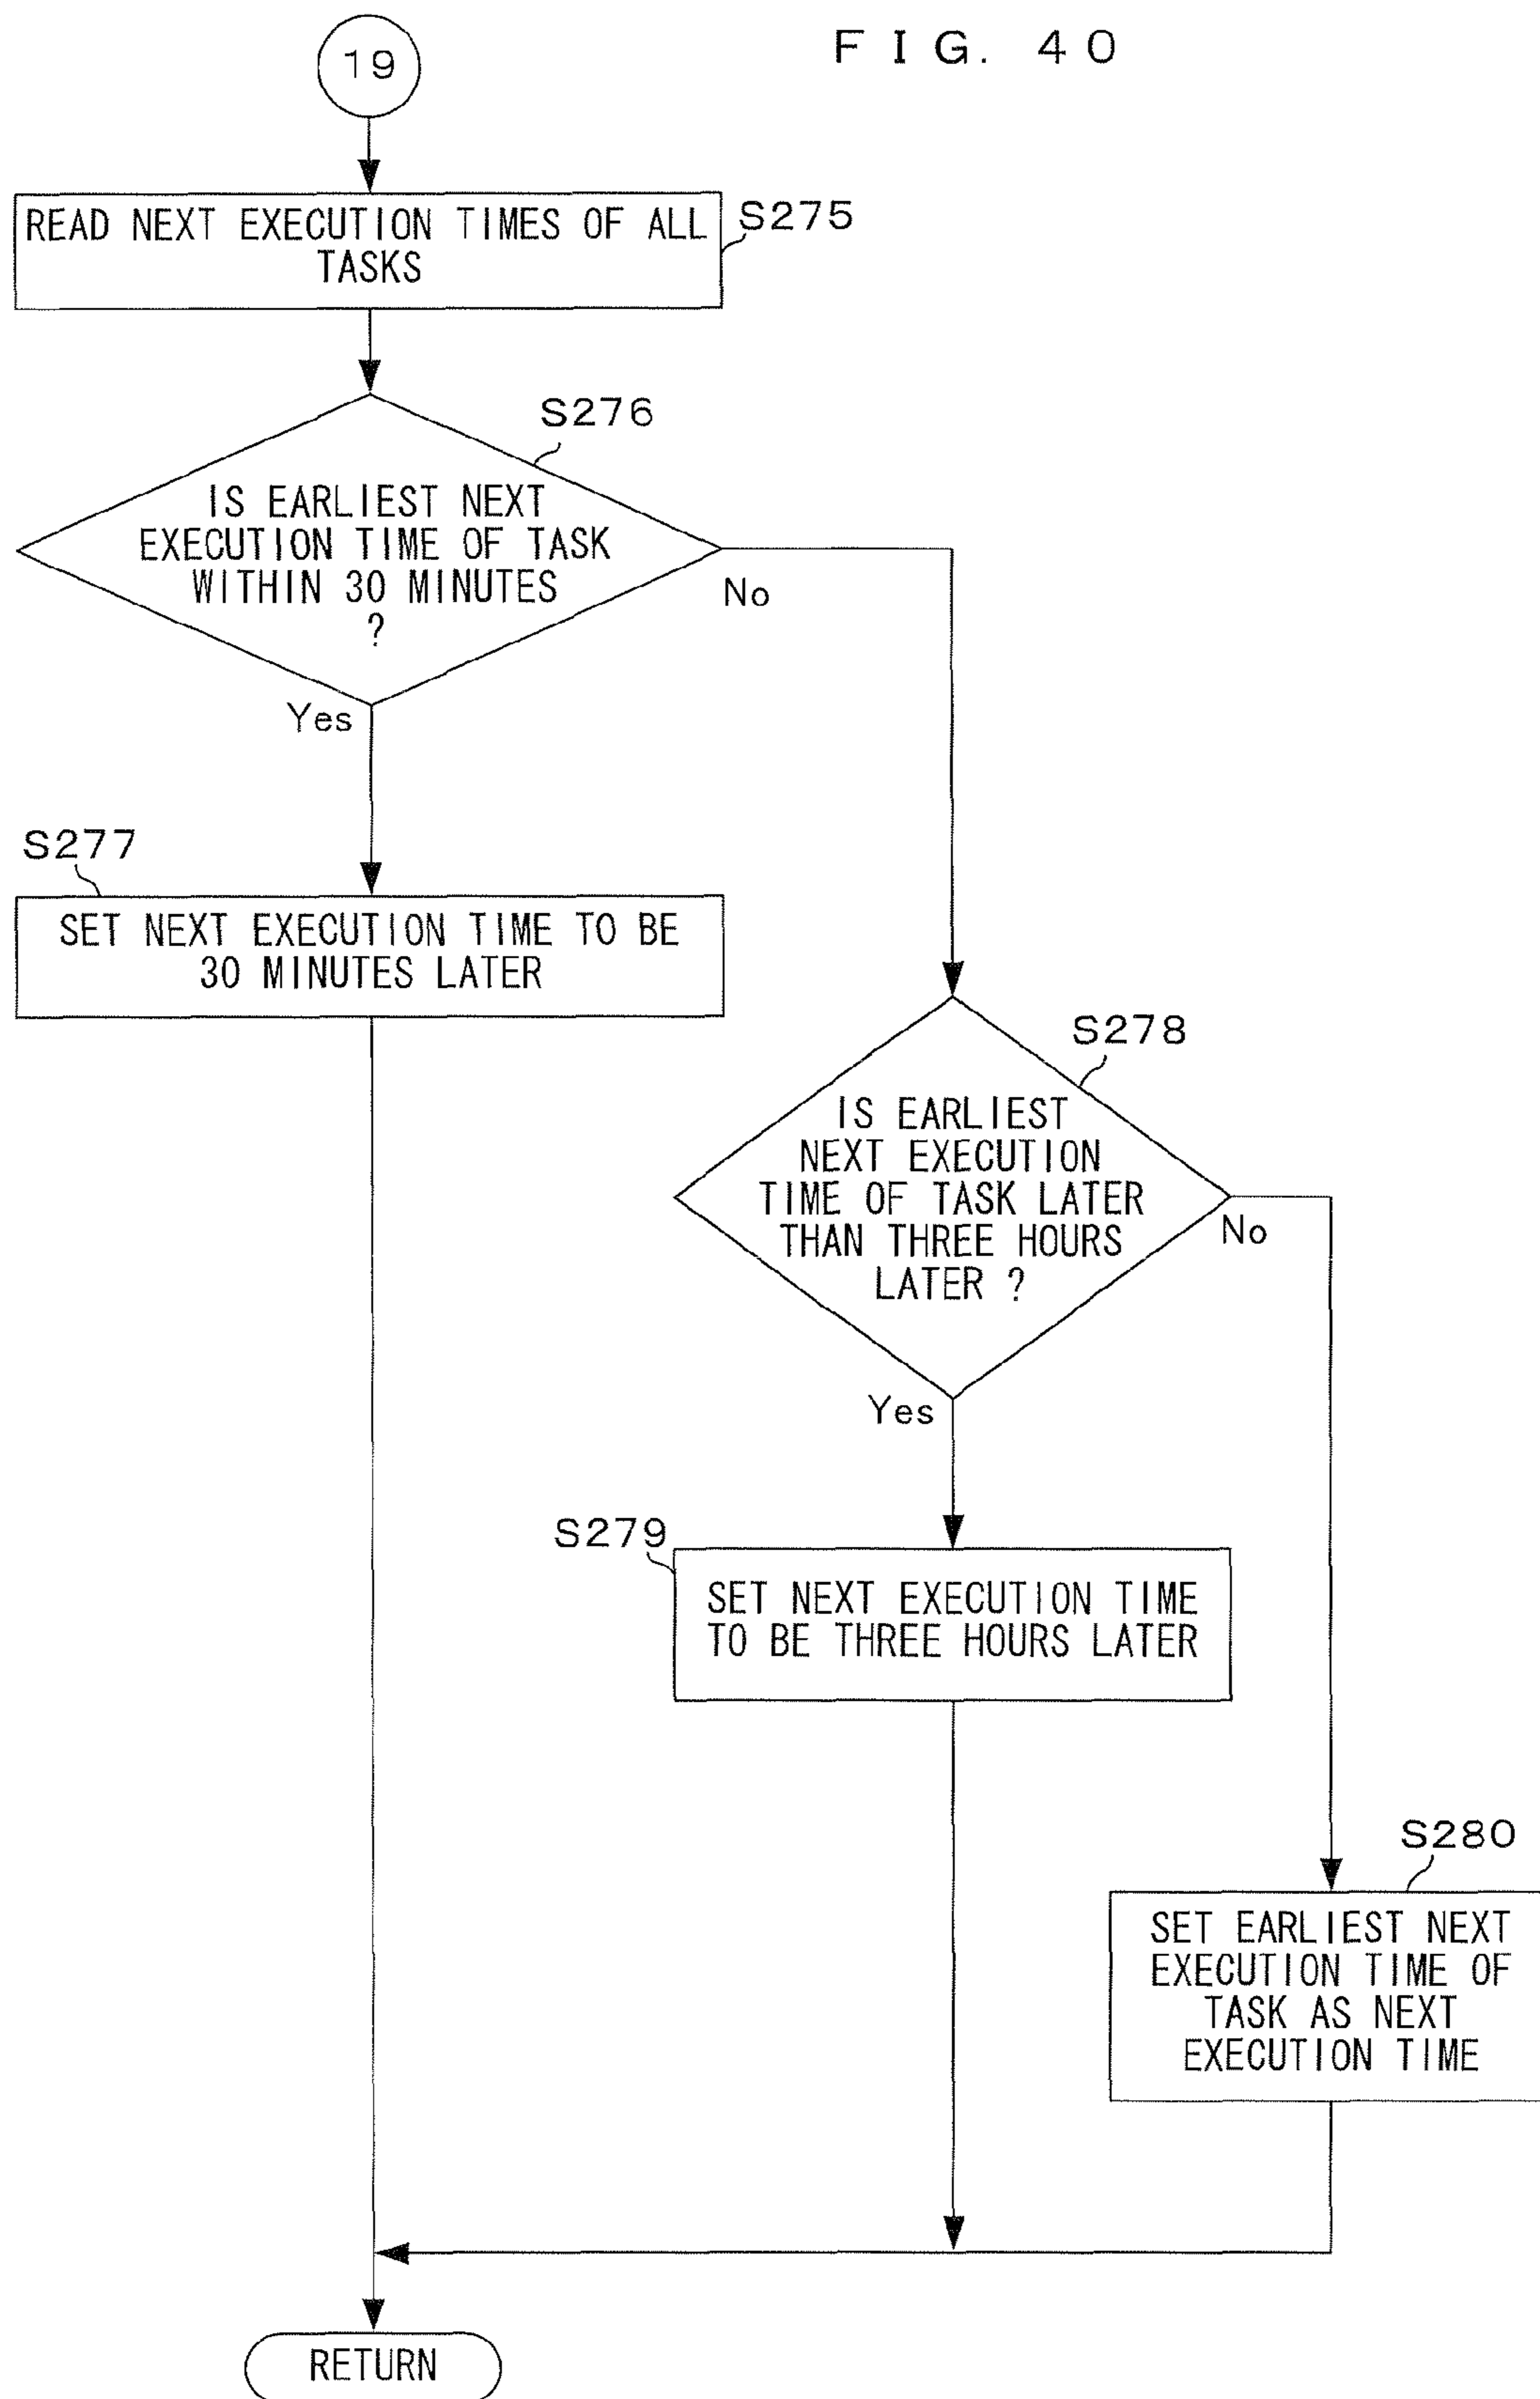 FIG. 40
19
READ NEXT EXECUTION TIMES OF ALL
TASKS
S275
S276
IS EARLIEST NEXT
EXECUTION TIME OF TASK
WITHIN 30 MINUTES
?
No
Yes
S277
SET NEXT EXECUTION TIME TO BE
30 MINUTES LATER
S278
IS EARLIEST
NEXT EXECUTION
TIME OF TASK LATER
THAN THREE HOURS
LATER ?
No
Yes
S279
SET NEXT EXECUTION TIME
TO BE THREE HOURS LATER
S280
SET EARLIEST NEXT
EXECUTION TIME OF
TASK AS NEXT
EXECUTION TIME
RETURN